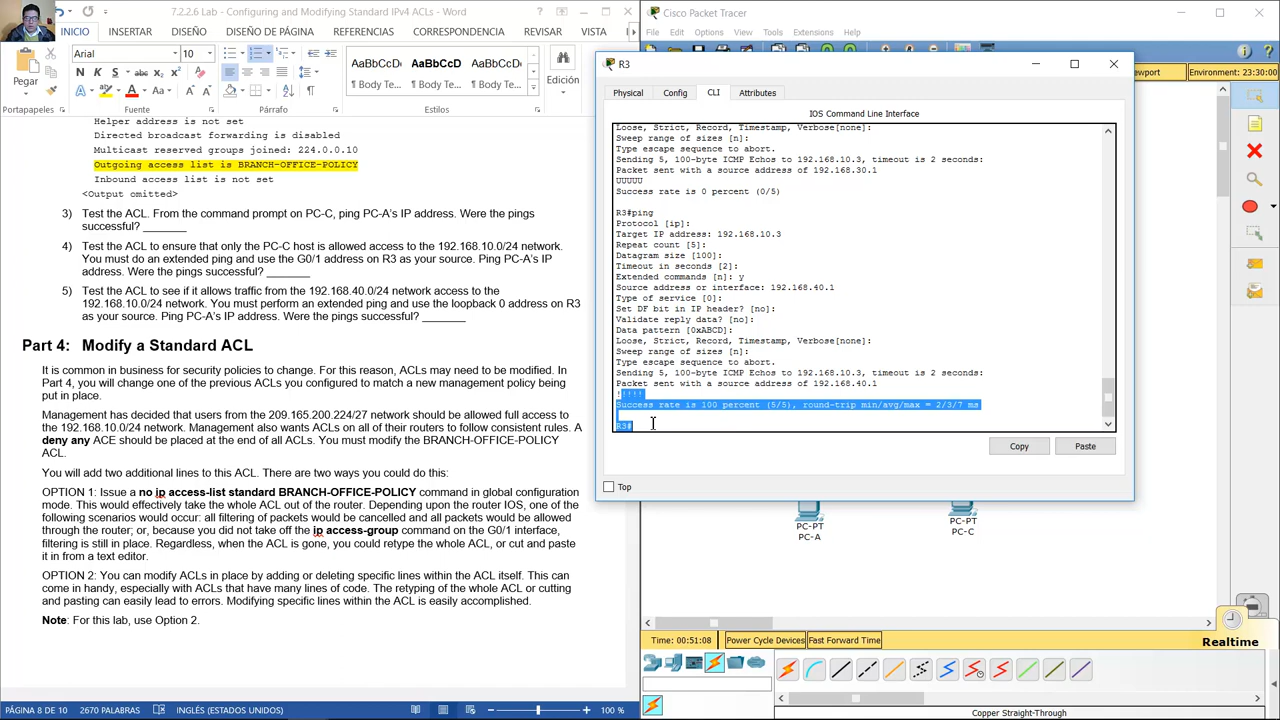 7.2.2.6 Lab - Configuring and Modifying Standard IPv4 ACLs - Word
INICIO INSERTAR DISEÑO DISEÑO DE PÁGINA REFERENCIAS CORRESPONDENCIA REVISAR VISTA
Pegar
Arial 10
AaBbCcD AaBbCcD AaBbCcD
¶ Body Te... ¶ Body Te... ¶ Body Te...
Edición
Portapapeles Fuente Párrafo Estilos
Helper address is not set
Directed broadcast forwarding is disabled
Multicast reserved groups joined: 224.0.0.10
Outgoing access list is BRANCH-OFFICE-POLICY
Inbound access list is not set
<Output omitted>
3) Test the ACL. From the command prompt on PC-C, ping PC-A's IP address. Were the pings
successful? _______
4) Test the ACL to ensure that only the PC-C host is allowed access to the 192.168.10.0/24 network.
You must do an extended ping and use the G0/1 address on R3 as your source. Ping PC-A's IP
address. Were the pings successful? _______
5) Test the ACL to see if it allows traffic from the 192.168.40.0/24 network access to the
192.168.10.0/24 network. You must perform an extended ping and use the loopback 0 address on R3
as your source. Ping PC-A's IP address. Were the pings successful? _______
Part 4: Modify a Standard ACL
It is common in business for security policies to change. For this reason, ACLs may need to be modified. In
Part 4, you will change one of the previous ACLs you configured to match a new management policy being
put in place.
Management has decided that users from the 209.165.200.224/27 network should be allowed full access to
the 192.168.10.0/24 network. Management also wants ACLs on all of their routers to follow consistent rules. A
deny any ACE should be placed at the end of all ACLs. You must modify the BRANCH-OFFICE-POLICY
ACL.
You will add two additional lines to this ACL. There are two ways you could do this:
OPTION 1: Issue a no ip access-list standard BRANCH-OFFICE-POLICY command in global configuration
mode. This would effectively take the whole ACL out of the router. Depending upon the router IOS, one of the
following scenarios would occur: all filtering of packets would be cancelled and all packets would be allowed
through the router; or, because you did not take off the ip access-group command on the G0/1 interface,
filtering is still in place. Regardless, when the ACL is gone, you could retype the whole ACL, or cut and paste
it in from a text editor.
OPTION 2: You can modify ACLs in place by adding or deleting specific lines within the ACL itself. This can
come in handy, especially with ACLs that have many lines of code. The retyping of the whole ACL or cutting
and pasting can easily lead to errors. Modifying specific lines within the ACL is easily accomplished.
Note: For this lab, use Option 2.
PÁGINA 8 DE 10 2670 PALABRAS INGLÉS (ESTADOS UNIDOS) 100 %
Cisco Packet Tracer
File Edit Options View Tools Extensions Help
ewport Environment: 23:30:00
R3
Physical Config CLI Attributes
IOS Command Line Interface
Loose, Strict, Record, Timestamp, Verbose[none]:
Sweep range of sizes [n]:
Type escape sequence to abort.
Sending 5, 100-byte ICMP Echos to 192.168.10.3, timeout is 2 seconds:
Packet sent with a source address of 192.168.30.1
UUUUU
Success rate is 0 percent (0/5)
R3#ping
Protocol [ip]:
Target IP address: 192.168.10.3
Repeat count [5]:
Datagram size [100]:
Timeout in seconds [2]:
Extended commands [n]: y
Source address or interface: 192.168.40.1
Type of service [0]:
Set DF bit in IP header? [no]:
Validate reply data? [no]:
Data pattern [0xABCD]:
Loose, Strict, Record, Timestamp, Verbose[none]:
Sweep range of sizes [n]:
Type escape sequence to abort.
Sending 5, 100-byte ICMP Echos to 192.168.10.3, timeout is 2 seconds:
Packet sent with a source address of 192.168.40.1
!!!!!
Success rate is 100 percent (5/5), round-trip min/avg/max = 2/3/7 ms
R3#
Copy Paste
Top
PC-PT PC-PT
PC-A PC-C
Time: 00:51:08 Power Cycle Devices Fast Forward Time Realtime
Copper Straight-Through